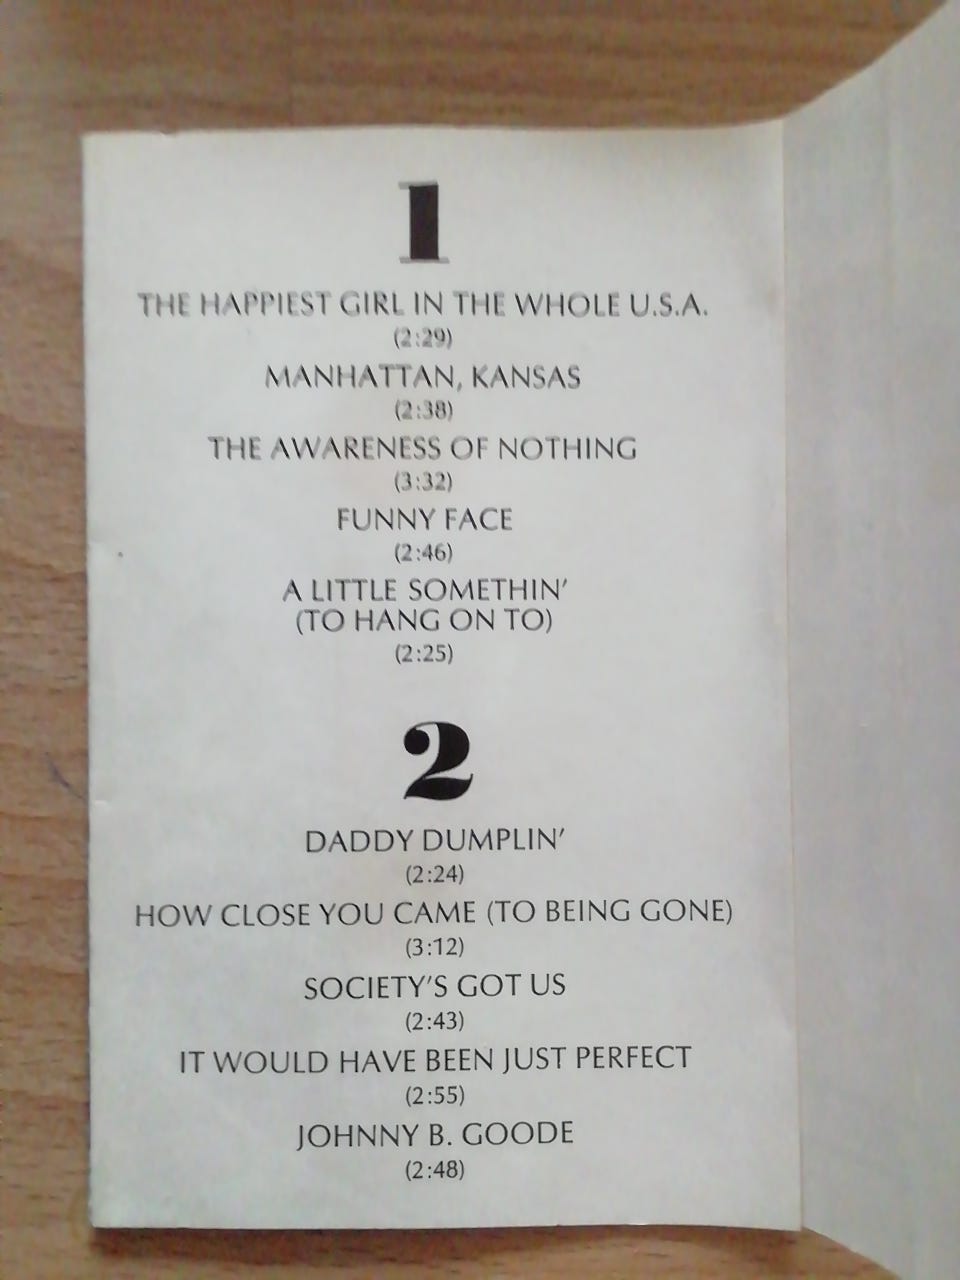 1
THE HAPPIEST GIRL IN THE WHOLE U.S.A.
(2:29)
MANHATTAN, KANSAS
(2:38)
THE AWARENESS OF NOTHING
(3:32)
FUNNY FACE
(2:46)
A LITTLE SOMETHIN'
(TO HANG ON TO)
(2:25)
2
DADDY DUMPLIN'
(2:24)
HOW CLOSE YOU CAME (TO BEING GONE)
(3:12)
SOCIETY'S GOT US
(2:43)
IT WOULD HAVE BEEN JUST PERFECT
(2:55)
JOHNNY B. GOODE
(2:48)